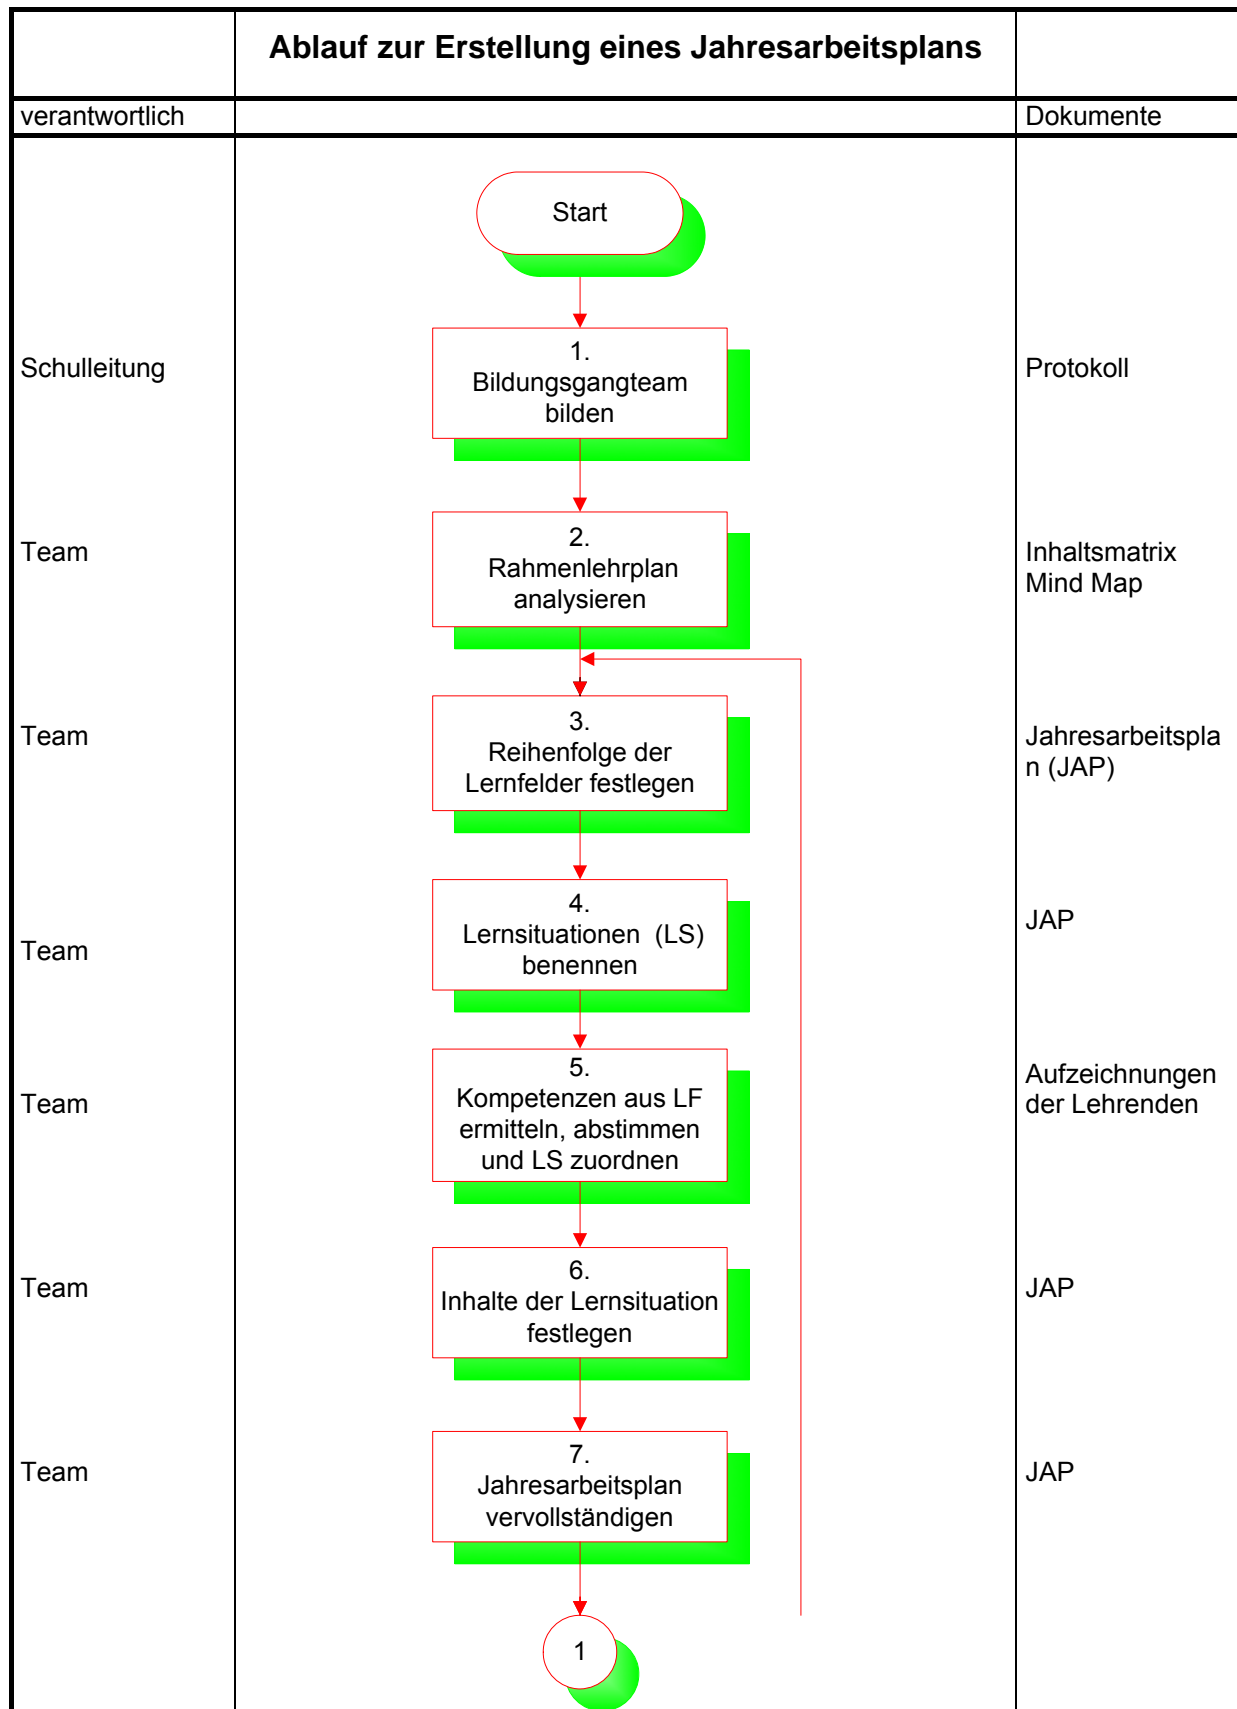 Ablauf zur Erstellung eines Jahresarbeitsplans
verantwortlich
Dokumente
Start
Schulleitung
1.
Bildungsgangteam
bilden
Protokoll
Team
2.
Rahmenlehrplan
analysieren
Inhaltsmatrix
Mind Map
Team
3.
Reihenfolge der
Lernfelder festlegen
Jahresarbeitspla
n (JAP)
Team
4.
Lernsituationen (LS)
benennen
JAP
Team
5.
Kompetenzen aus LF
ermitteln, abstimmen
und LS zuordnen
Aufzeichnungen
der Lehrenden
Team
6.
Inhalte der Lernsituation
festlegen
JAP
Team
7.
Jahresarbeitsplan
vervollständigen
JAP
1